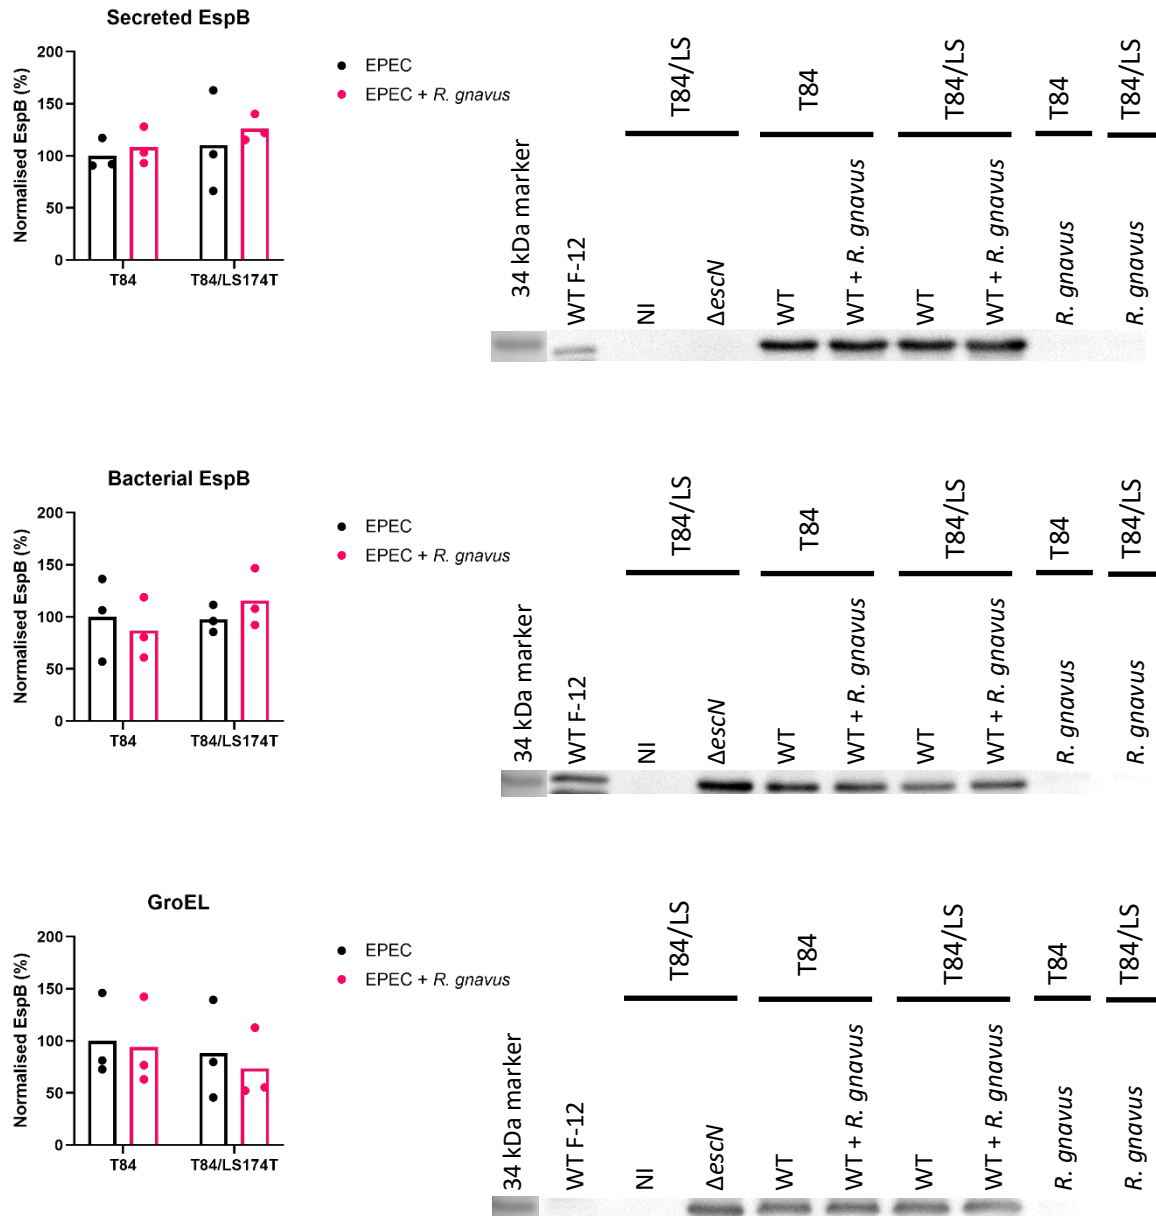 Secreted EspB
Normalised EspB (%)
200
150
100
50
0
T84
T84/LS174T
EPEC
EPEC + R. gnavus
34 kDa marker
WT F-12
T84/LS
NI
ΔescN
T84
WT
WT + R. gnavus
T84/LS
WT
WT + R. gnavus
T84
R. gnavus
T84/LS
R. gnavus
Bacterial EspB
Normalised EspB (%)
200
150
100
50
0
T84
T84/LS174T
EPEC
EPEC + R. gnavus
34 kDa marker
WT F-12
T84/LS
NI
ΔescN
T84
WT
WT + R. gnavus
T84/LS
WT
WT + R. gnavus
T84
R. gnavus
T84/LS
R. gnavus
GroEL
Normalised EspB (%)
200
150
100
50
0
T84
T84/LS174T
EPEC
EPEC + R. gnavus
34 kDa marker
WT F-12
T84/LS
NI
ΔescN
T84
WT
WT + R. gnavus
T84/LS
WT
WT + R. gnavus
T84
R. gnavus
T84/LS
R. gnavus